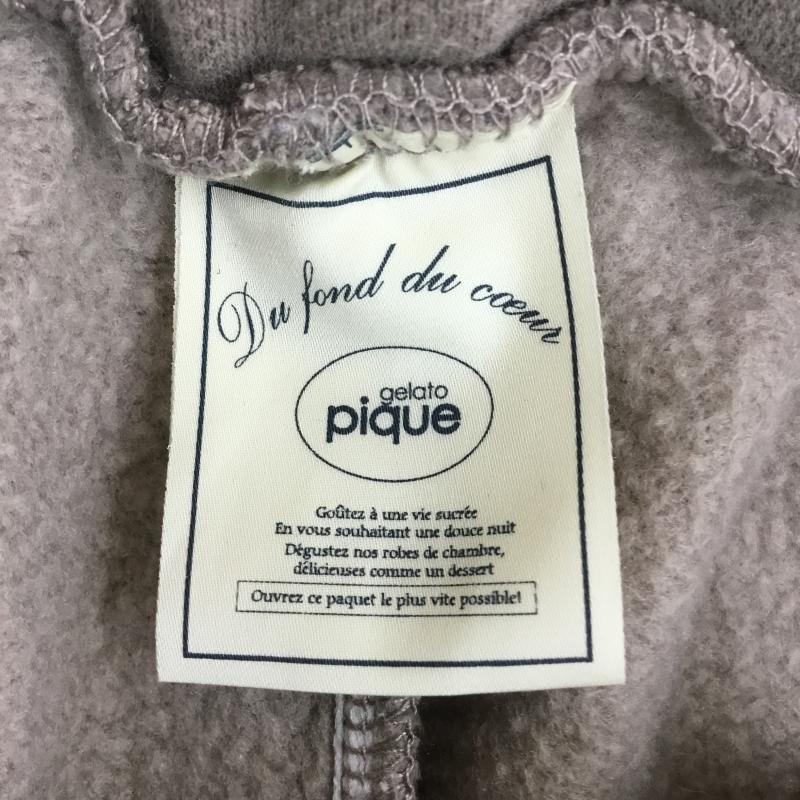 Du fond du cœur
gelato
pique
Goûtez à une vie sucrée
En vous souhaitant une douce nuit
Dégustez nos robes de chambre,
délicieuses comme un dessert
Ouvrez ce paquet le plus vite possible!